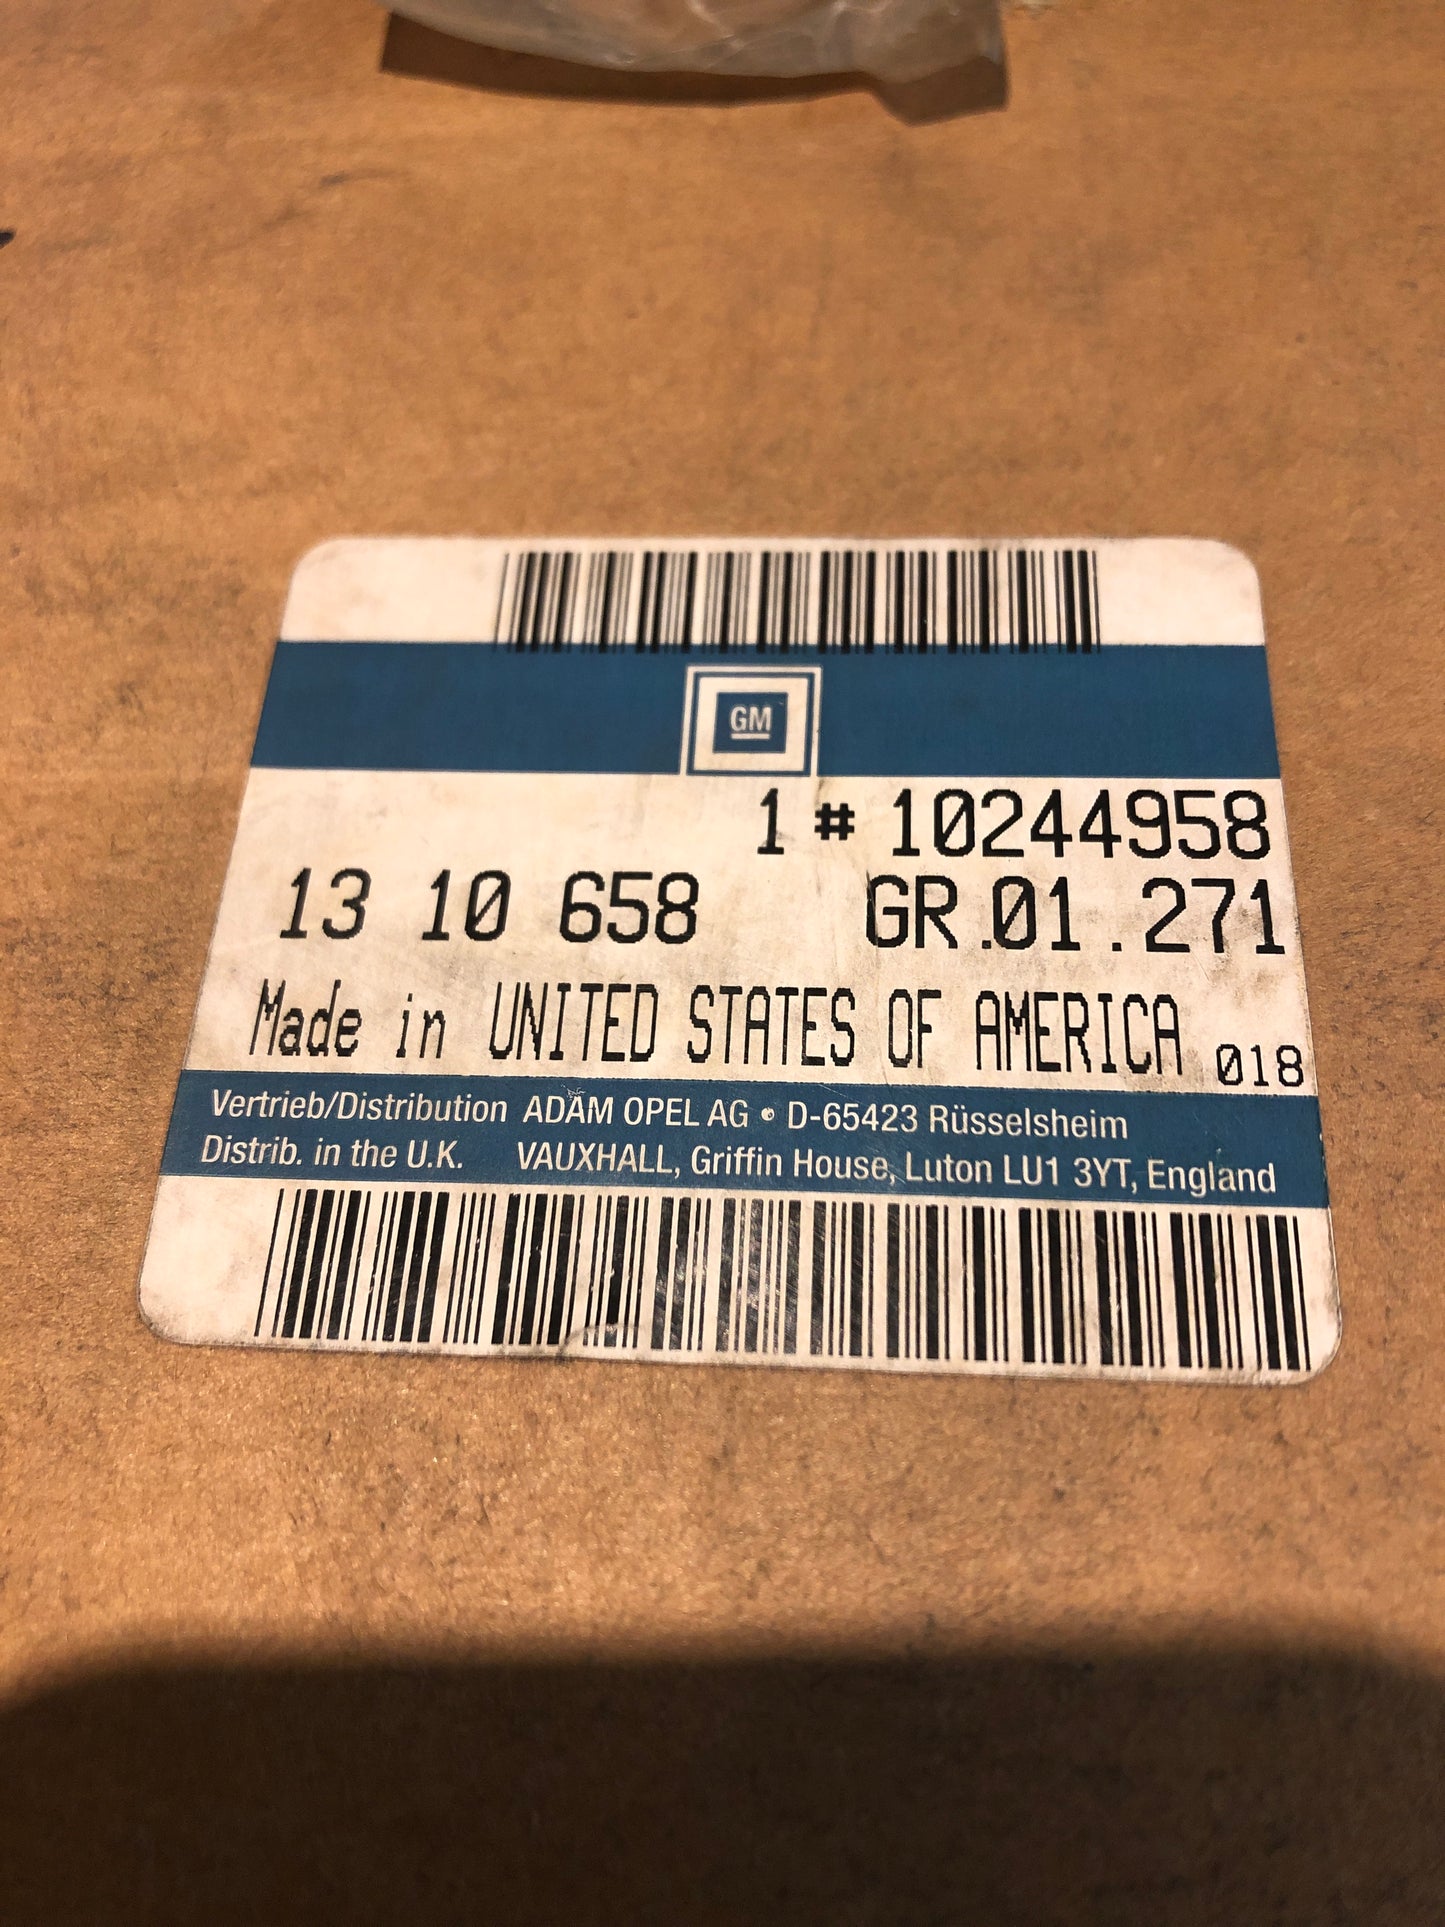 GM
1 # 10244958
13 10 658 GR.01.271
Made in UNITED STATES OF AMERICA 018
Vertrieb/Distribution ADAM OPEL AG • D-65423 Rüsselsheim
Distrib. in the U.K. VAUXHALL, Griffin House, Luton LU1 3YT, England